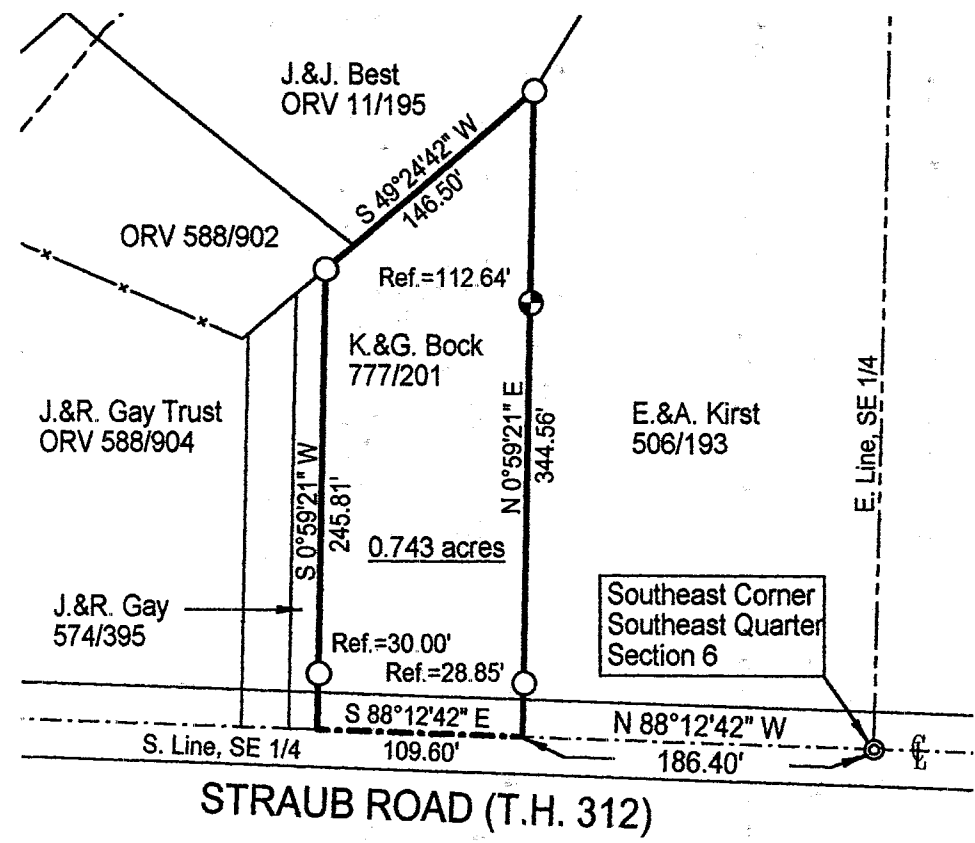 J.&J. Best
ORV 11/195
S 49°24'42" W
146.50'
ORV 588/902
Ref.=112.64'
K.&G. Bock
777/201
J.&R. Gay Trust
ORV 588/904
E.&A. Kirst
506/193
E. Line, SE 1/4
N 0°59'21" E
344.56'
S 0°59'21" W
245.81'
0.743 acres
J.&R. Gay
574/395
Southeast Corner
Southeast Quarter
Section 6
Ref.=30.00'
Ref.=28.85'
S 88°12'42" E
N 88°12'42" W
S. Line, SE 1/4
109.60'
186.40'
℄
STRAUB ROAD (T.H. 312)